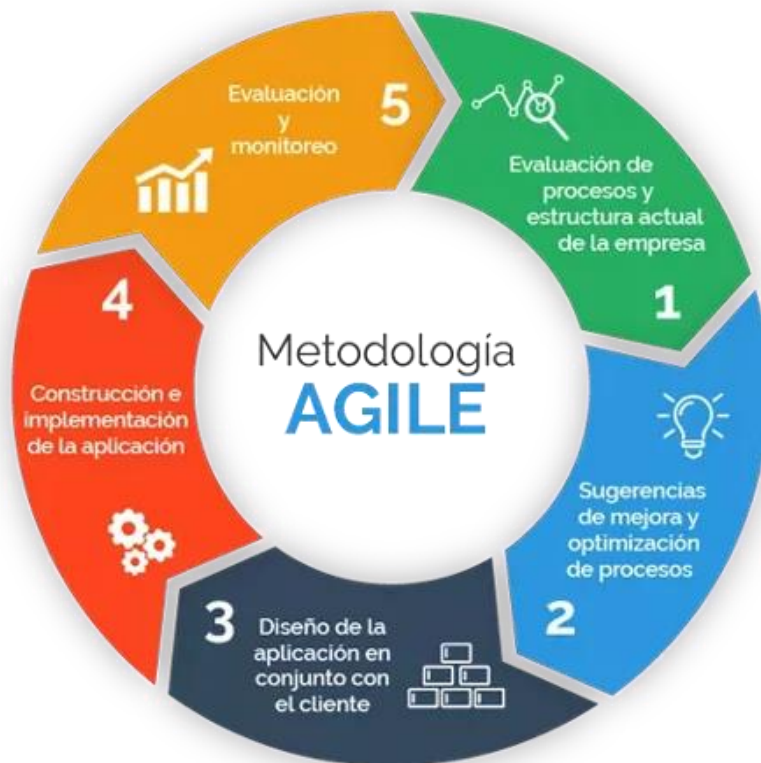 Metodología
AGILE
Evaluación de
procesos y
estructura actual
de la empresa
1
Sugerencias
de mejora y
optimización
de procesos
2
3
Diseño de la
aplicación en
conjunto con
el cliente
4
Construcción e
implementación
de la aplicación
Evaluación
y
monitoreo
5